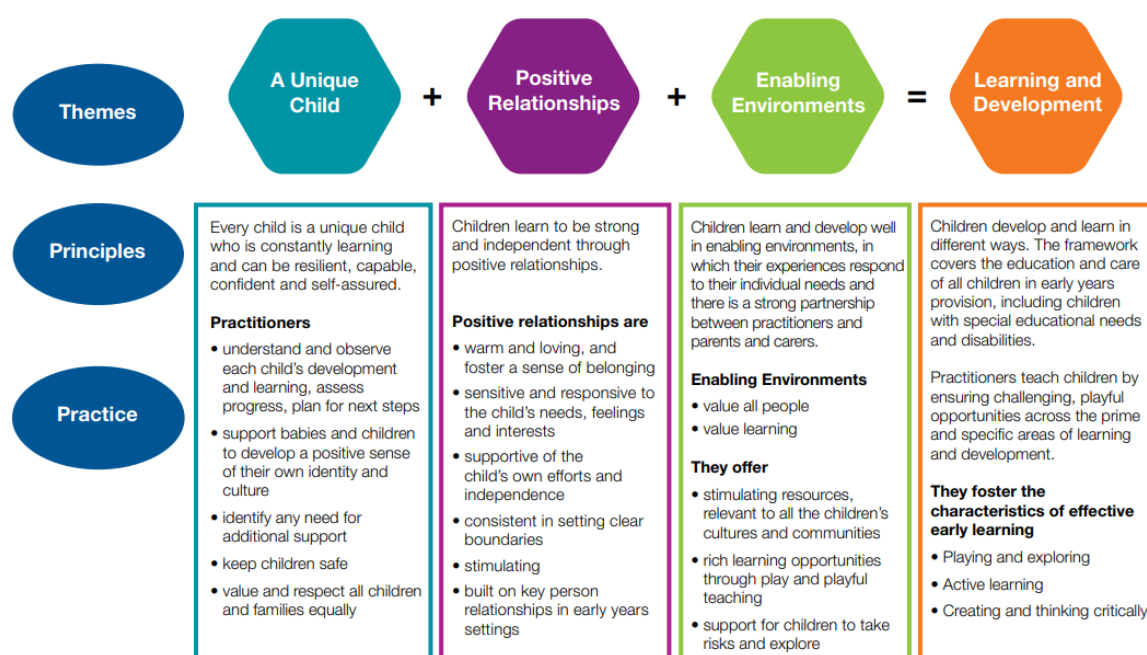 Themes
A Unique
Child
+
Positive
Relationships
+
Enabling
Environments
=
Learning and
Development
Principles
Practice
Every child is a unique child
who is constantly learning
and can be resilient, capable,
confident and self-assured.
Practitioners
• understand and observe
each child's development
and learning, assess
progress, plan for next steps
• support babies and children
to develop a positive sense
of their own identity and
culture
• identify any need for
additional support
• keep children safe
• value and respect all children
and families equally
Children learn to be strong
and independent through
positive relationships.
Positive relationships are
• warm and loving, and
foster a sense of belonging
• sensitive and responsive to
the child's needs, feelings
and interests
• supportive of the
child's own efforts and
independence
• consistent in setting clear
boundaries
• stimulating
• built on key person
relationships in early years
settings
Children learn and develop well
in enabling environments, in
which their experiences respond
to their individual needs and
there is a strong partnership
between practitioners and
parents and carers.
Enabling Environments
• value all people
• value learning
They offer
• stimulating resources,
relevant to all the children's
cultures and communities
• rich learning opportunities
through play and playful
teaching
• support for children to take
risks and explore
Children develop and learn in
different ways. The framework
covers the education and care
of all children in early years
provision, including children
with special educational needs
and disabilities.
Practitioners teach children by
ensuring challenging, playful
opportunities across the prime
and specific areas of learning
and development.
They foster the
characteristics of effective
early learning
• Playing and exploring
• Active learning
• Creating and thinking critically